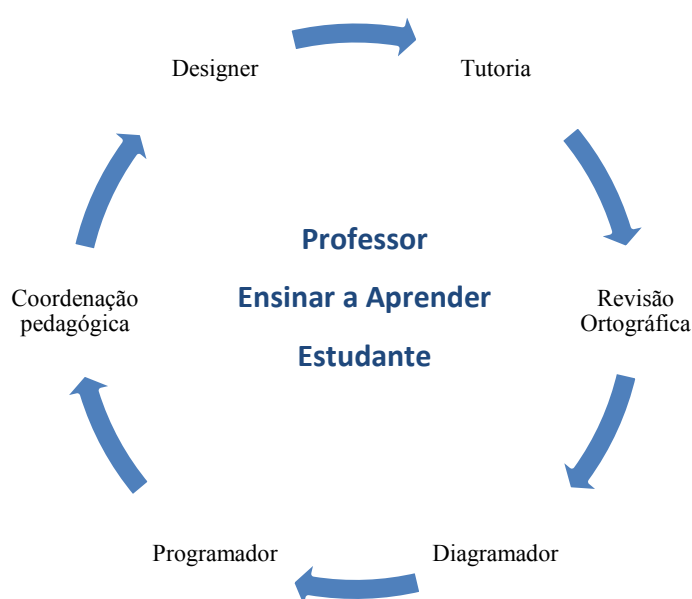 Designer
Tutoria
Professor
Ensinar a Aprender
Estudante
Coordenação
pedagógica
Revisão
Ortográfica
Programador
Diagramador